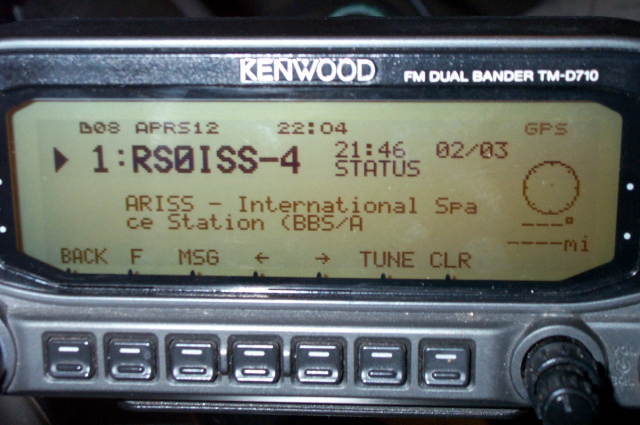 KENWOOD FM DUAL BANDER TM-D710
B08 APRS12 22:04 GPS
▶ 1:RS0ISS-4 21:46 02/03
STATUS
ARISS - International Spa
ce Station (BBS/A
---°
----mi
BACK F MSG ← → TUNE CLR